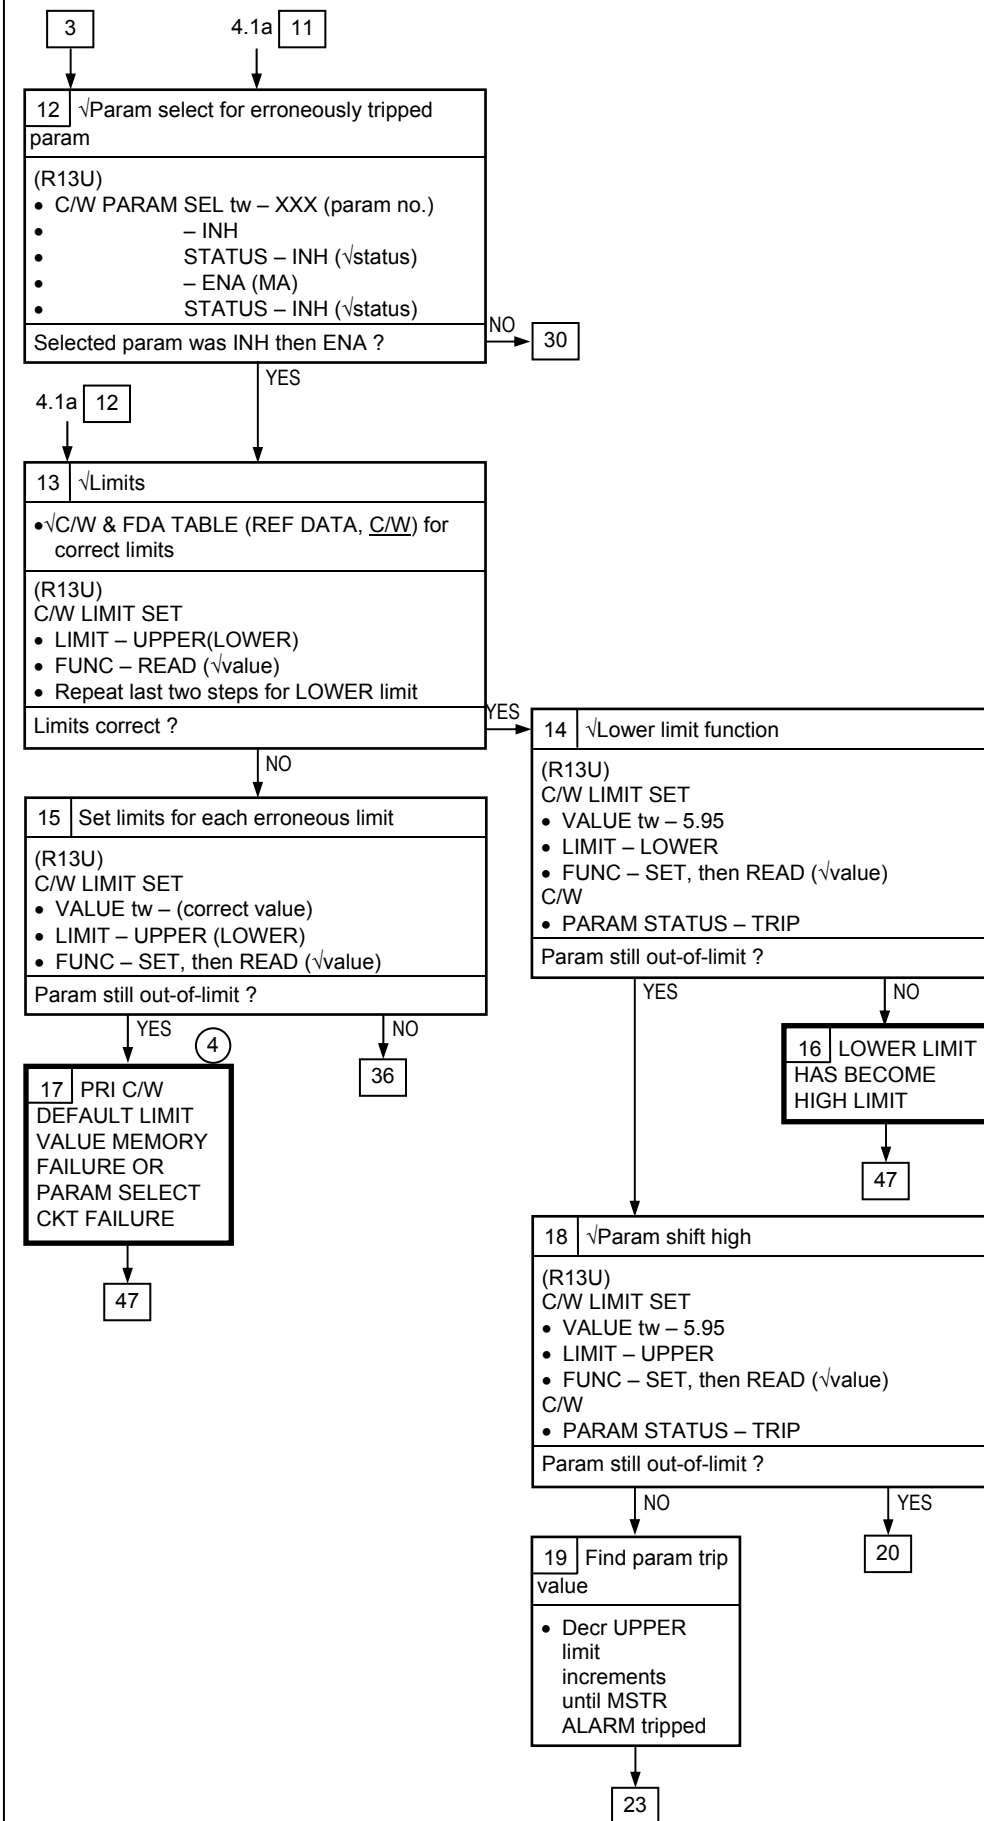 3
4.1a 11
12 √Param select for erroneously tripped
param
(R13U)
• C/W PARAM SEL tw – XXX (param no.)
• – INH
• STATUS – INH (√status)
• – ENA (MA)
• STATUS – INH (√status)
Selected param was INH then ENA ?
NO
30
YES
4.1a 12
13 √Limits
•√C/W & FDA TABLE (REF DATA, C/W) for
correct limits
(R13U)
C/W LIMIT SET
• LIMIT – UPPER(LOWER)
• FUNC – READ (√value)
• Repeat last two steps for LOWER limit
Limits correct ?
YES
NO
14 √Lower limit function
(R13U)
C/W LIMIT SET
• VALUE tw – 5.95
• LIMIT – LOWER
• FUNC – SET, then READ (√value)
C/W
• PARAM STATUS – TRIP
Param still out-of-limit ?
YES
NO
15 Set limits for each erroneous limit
(R13U)
C/W LIMIT SET
• VALUE tw – (correct value)
• LIMIT – UPPER (LOWER)
• FUNC – SET, then READ (√value)
Param still out-of-limit ?
YES
4
NO
36
16 LOWER LIMIT
HAS BECOME
HIGH LIMIT
47
17 PRI C/W
DEFAULT LIMIT
VALUE MEMORY
FAILURE OR
PARAM SELECT
CKT FAILURE
47
18 √Param shift high
(R13U)
C/W LIMIT SET
• VALUE tw – 5.95
• LIMIT – UPPER
• FUNC – SET, then READ (√value)
C/W
• PARAM STATUS – TRIP
Param still out-of-limit ?
NO
YES
20
19 Find param trip
value
• Decr UPPER
limit
increments
until MSTR
ALARM tripped
23